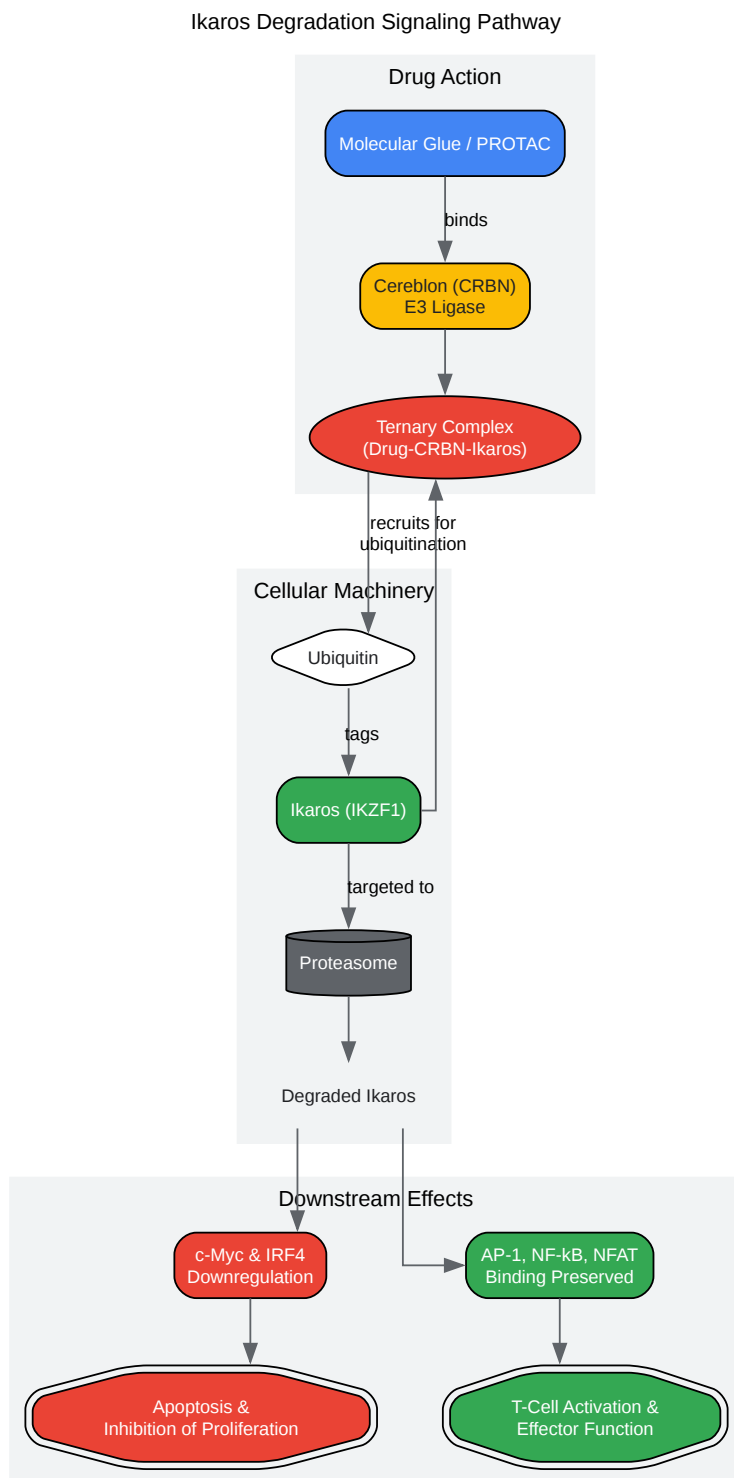 Ikaros Degradation Signaling Pathway
Drug Action
Molecular Glue / PROTAC
binds
Cereblon (CRBN)
E3 Ligase
Ternary Complex
(Drug-CRBN-Ikaros)
recruits for
ubiquitination
Cellular Machinery
Ubiquitin
tags
Ikaros (IKZF1)
targeted to
Proteasome
Degraded Ikaros
Downstream Effects
c-Myc & IRF4
Downregulation
AP-1, NF-kB, NFAT
Binding Preserved
Apoptosis &
Inhibition of Proliferation
T-Cell Activation &
Effector Function